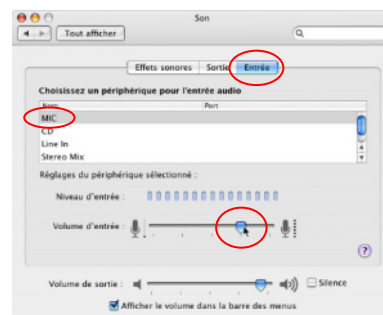 Son
Tout afficher
Effets sonores Sortie Entrée
Choisissez un périphérique pour l'entrée audio
Nom Port
MIC
CD
Line In
Stereo Mix
Réglages du périphérique sélectionné :
Niveau d'entrée :
Volume d'entrée :
?
Volume de sortie : Silence
Afficher le volume dans la barre des menus